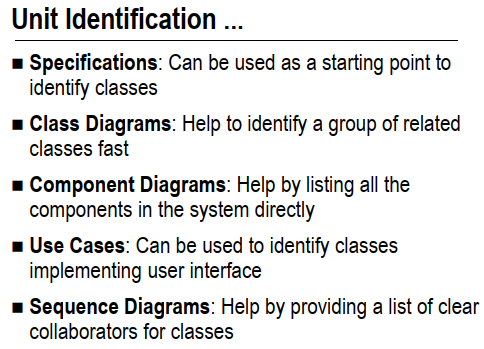 Unit Identification ...
■ Specifications: Can be used as a starting point to
identify classes
■ Class Diagrams: Help to identify a group of related
classes fast
■ Component Diagrams: Help by listing all the
components in the system directly
■ Use Cases: Can be used to identify classes
implementing user interface
■ Sequence Diagrams: Help by providing a list of clear
collaborators for classes